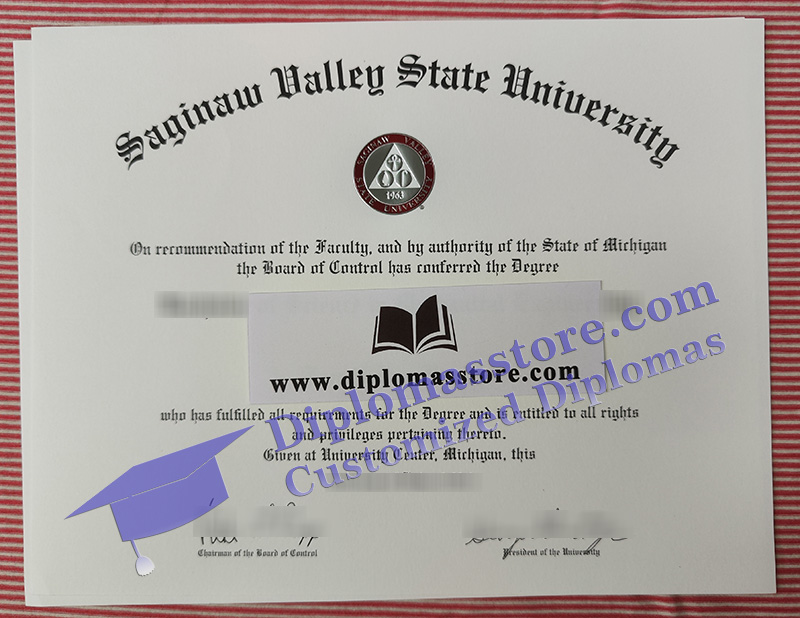 Saginaw Valley State University
SAGINAW VALLEY
STATE UNIVERSITY
1963
On recommendation of the Faculty, and by authority of the State of Michigan
the Board of Control has conferred the Degree
www.diplomasstore.com
Diplomasstore.com
Customized Diplomas
who has fulfilled all requirements for the Degree and is entitled to all rights
and privileges pertaining thereto.
Given at University Center, Michigan, this
Chairman of the Board of Control
President of the University